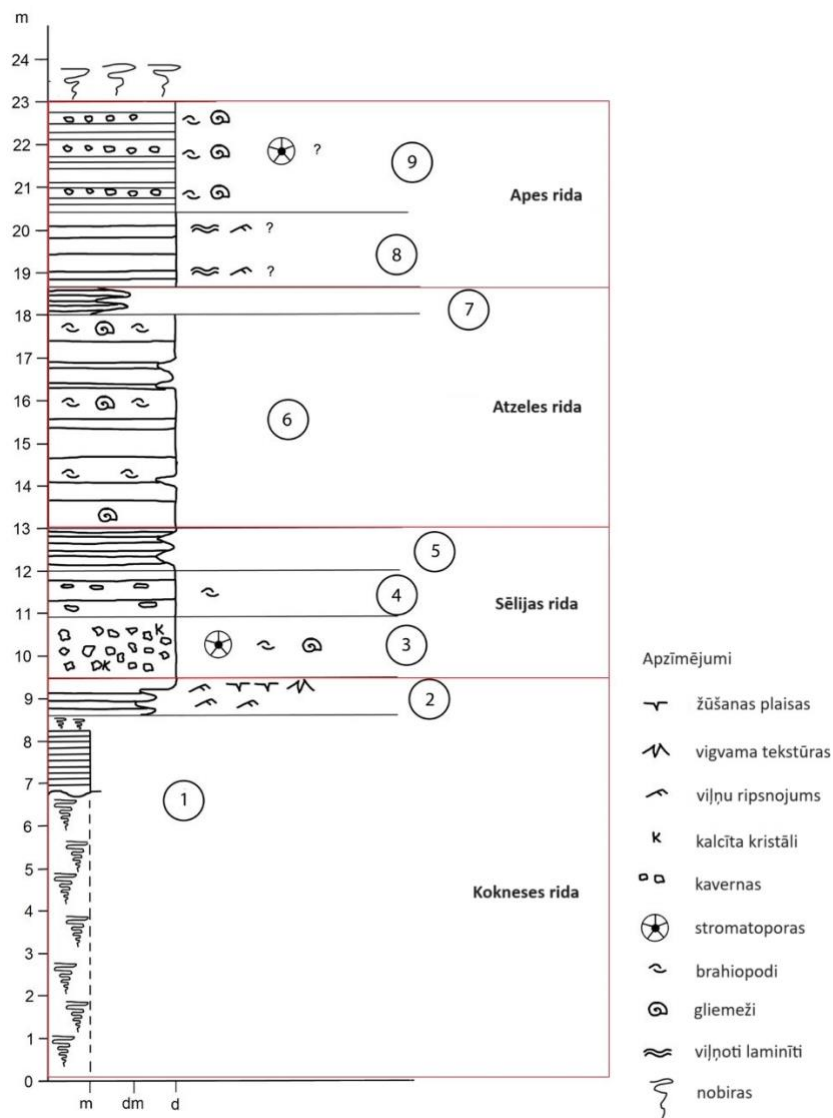 m
24
23
22
?
9
21
Apes rida
20
?
8
19
?
7
18
17
16
Atzeles rida
6
15
14
13
5
12
4
11
Sēlijas rida
K
3
10
K
Apzīmējumi
9
2
žūšanas plaisas
8
vigvama tekstūras
7
1
viļņu ripsnojums
6
K kalcīta kristāli
5
kavernas
Kokneses rida
4
stromatoporas
3
brahiopodi
2
gliemeži
1
viļņoti laminīti
0
nobiras
m dm d